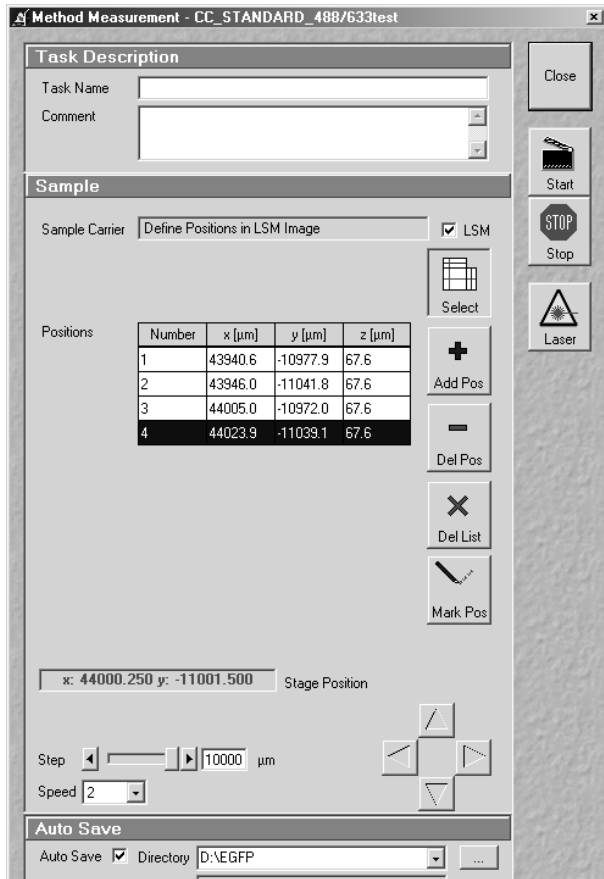 Method Measurement - CC_STANDARD_488/633test
Task Description
Close
Task Name
Comment
Start
Sample
STOP
Sample Carrier Define Positions in LSM Image LSM
Stop
Select
Laser
Positions
Number x [µm] y [µm] z [µm]
1 43940.6 -10977.9 67.6
2 43946.0 -11041.8 67.6
Add Pos
3 44005.0 -10972.0 67.6
4 44023.9 -11039.1 67.6
Del Pos
Del List
Mark Pos
x: 44000.250 y: -11001.500 Stage Position
Step 10000 µm
Speed 2
Auto Save
Auto Save Directory D:\EGFP ...